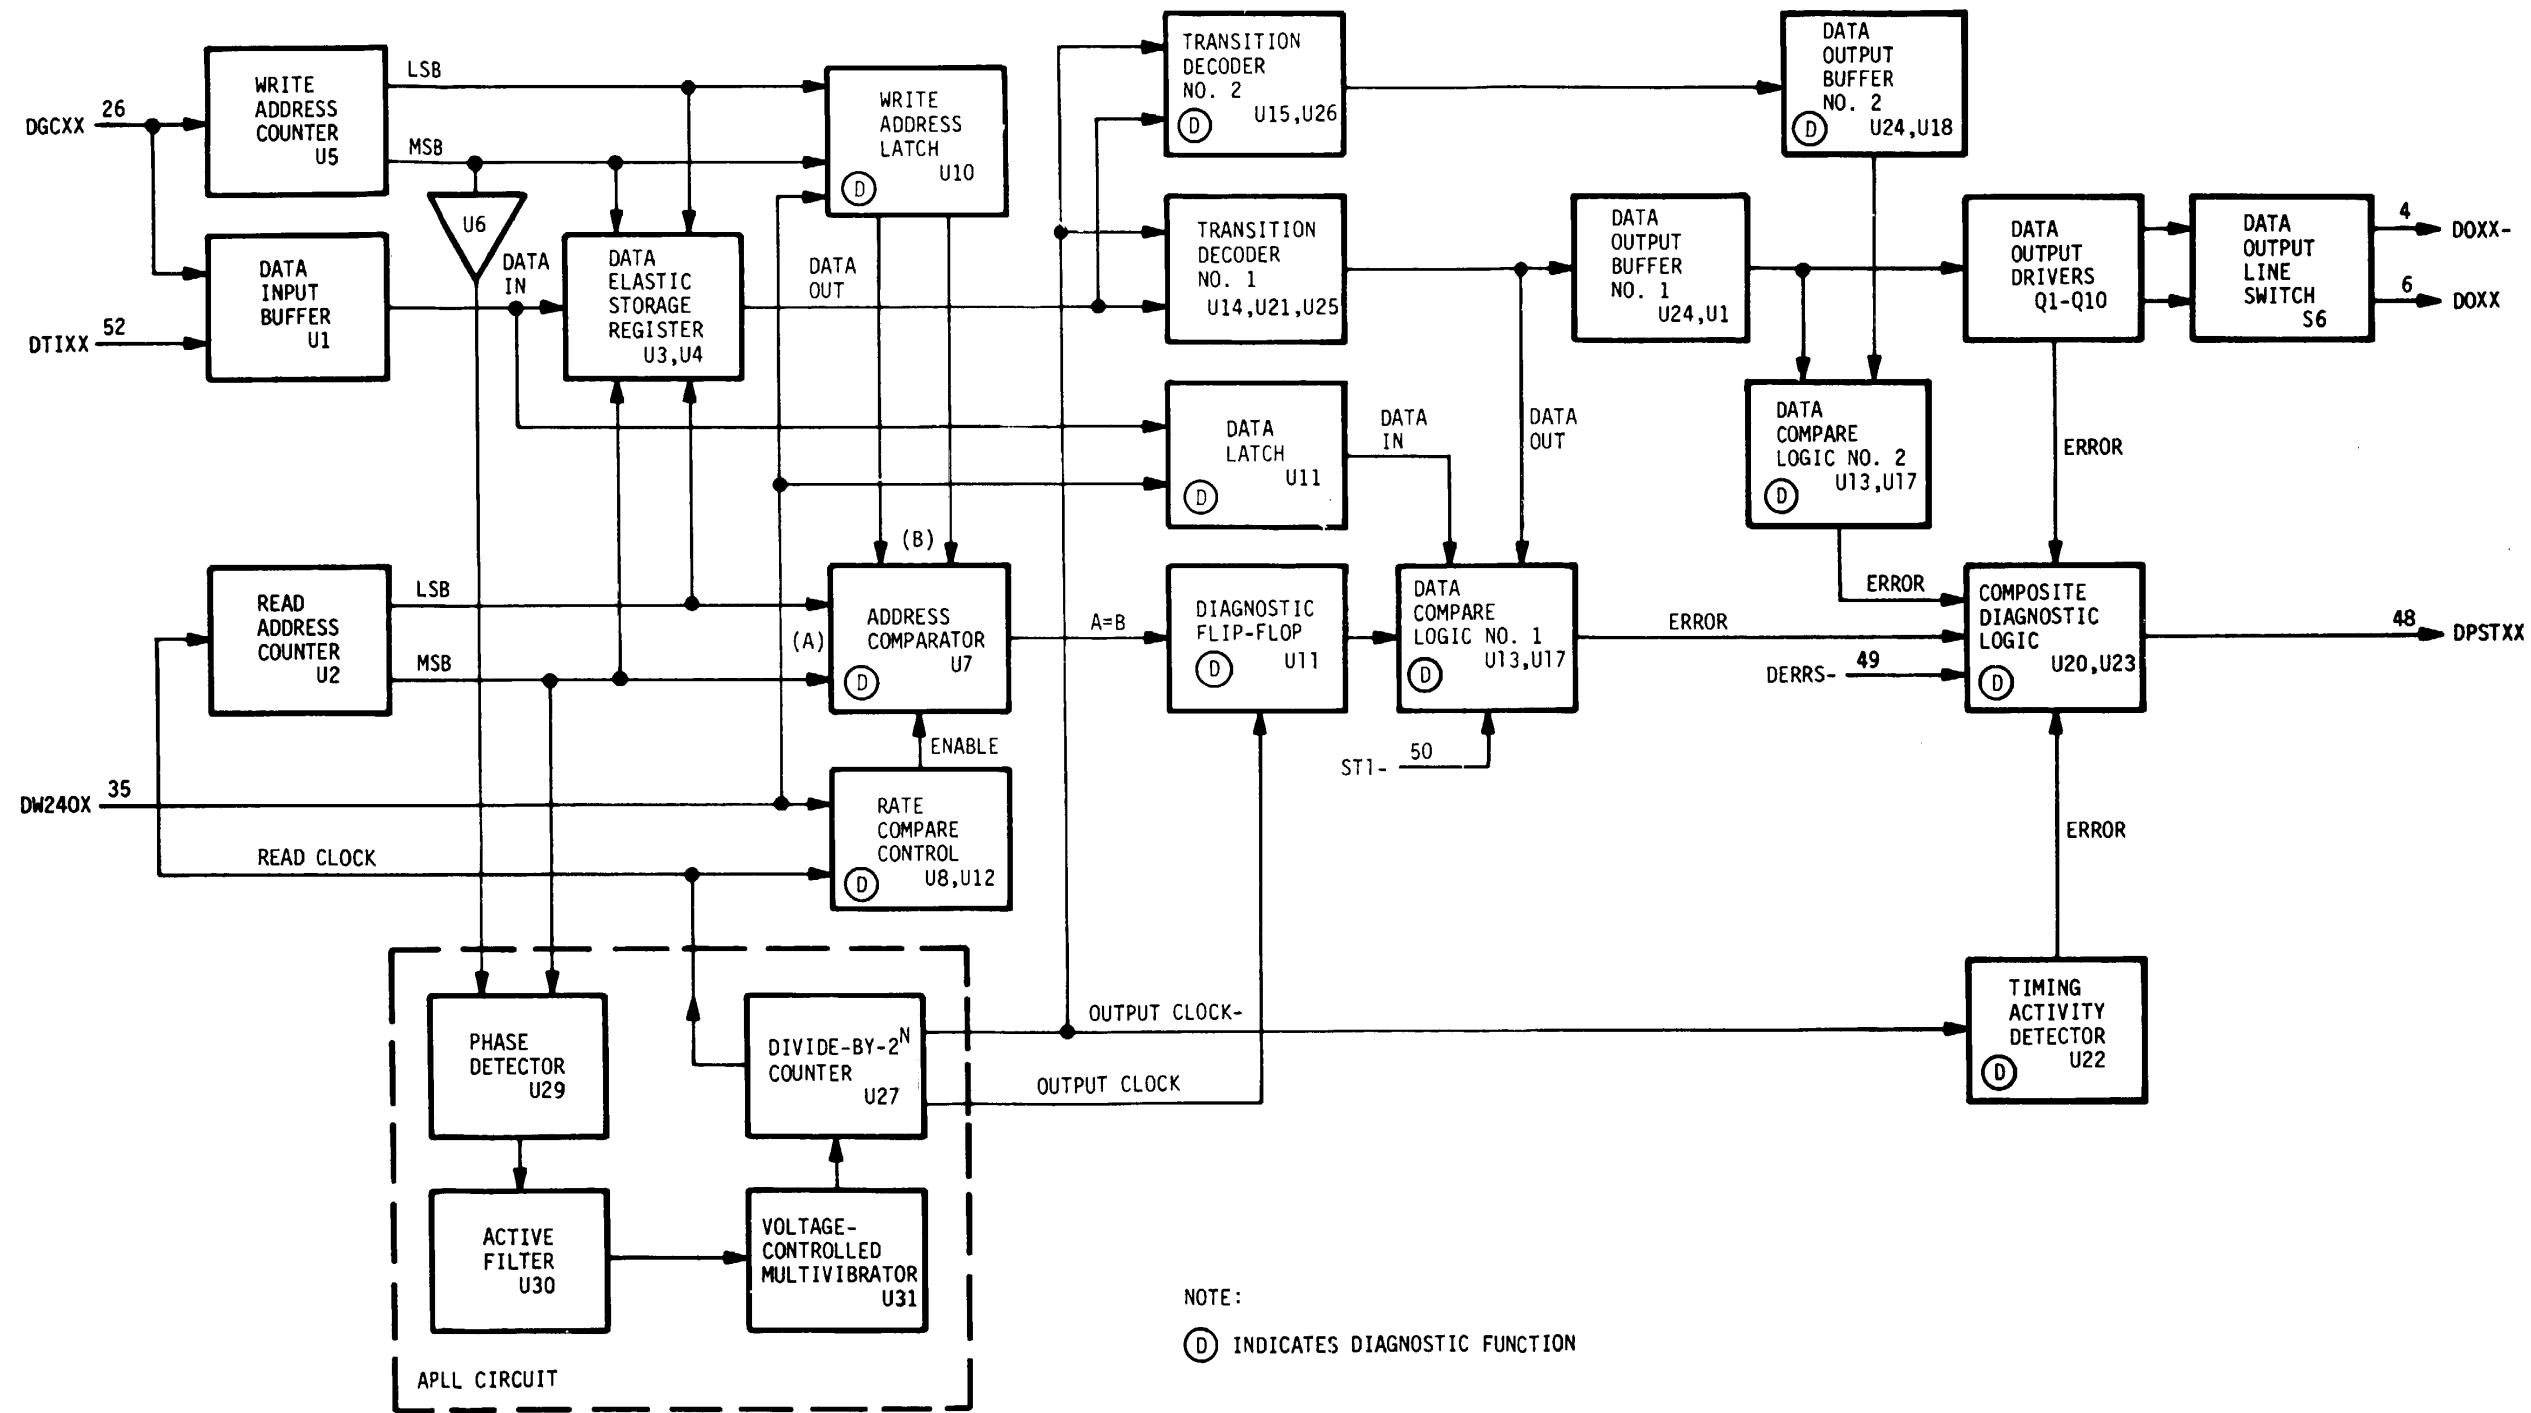 DGCXX 26
WRITE
ADDRESS
COUNTER
U5
LSB
MSB
U6
DTIXX 52
DATA
INPUT
BUFFER
U1
DATA
IN
DATA
ELASTIC
STORAGE
REGISTER
U3,U4
DATA
OUT
WRITE
ADDRESS
LATCH
U10
D
TRANSITION
DECODER
NO. 2
U15,U26
D
DATA
OUTPUT
BUFFER
NO. 2
U24,U18
D
TRANSITION
DECODER
NO. 1
U14,U21,U25
DATA
OUTPUT
BUFFER
NO. 1
U24,U1
DATA
OUTPUT
DRIVERS
Q1-Q10
DATA
OUTPUT
LINE
SWITCH
S6
4 DOXX-
6 DOXX
DATA
LATCH
U11
D
DATA
IN
DATA
OUT
DATA
COMPARE
LOGIC NO. 2
U13,U17
D
ERROR
ERROR
READ
ADDRESS
COUNTER
U2
LSB
MSB
(B)
(A)
ADDRESS
COMPARATOR
U7
D
A=B
DIAGNOSTIC
FLIP-FLOP
U11
D
DATA
COMPARE
LOGIC NO. 1
U13,U17
D
ST1- 50
ERROR
DERRS- 49
COMPOSITE
DIAGNOSTIC
LOGIC
U20,U23
D
48 DPSTXX
ENABLE
DW240X 35
RATE
COMPARE
CONTROL
U8,U12
D
READ CLOCK
ERROR
PHASE
DETECTOR
U29
DIVIDE-BY-2N
COUNTER
U27
OUTPUT CLOCK-
OUTPUT CLOCK
TIMING
ACTIVITY
DETECTOR
U22
D
ACTIVE
FILTER
U30
VOLTAGE-
CONTROLLED
MULTIVIBRATOR
U31
APLL CIRCUIT
NOTE:
D INDICATES DIAGNOSTIC FUNCTION